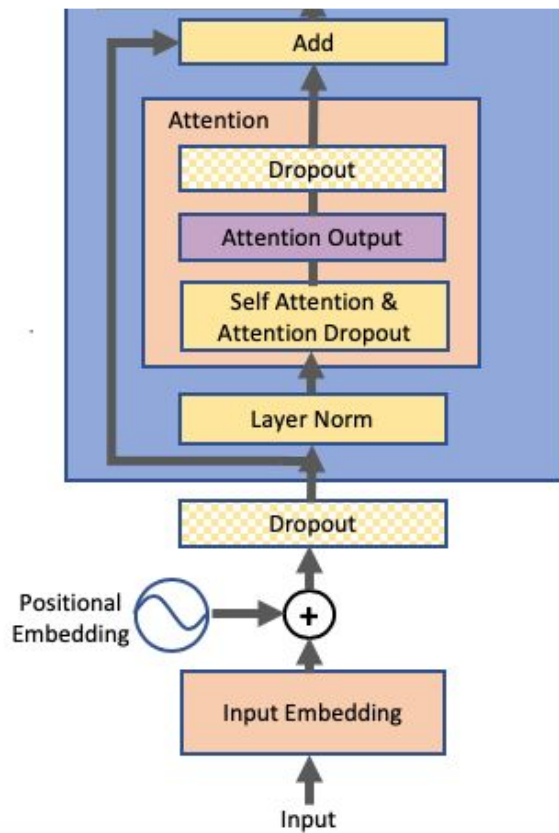 Add
Attention
Dropout
Attention Output
Self Attention &
Attention Dropout
Layer Norm
Dropout
Positional
Embedding
+
Input Embedding
Input